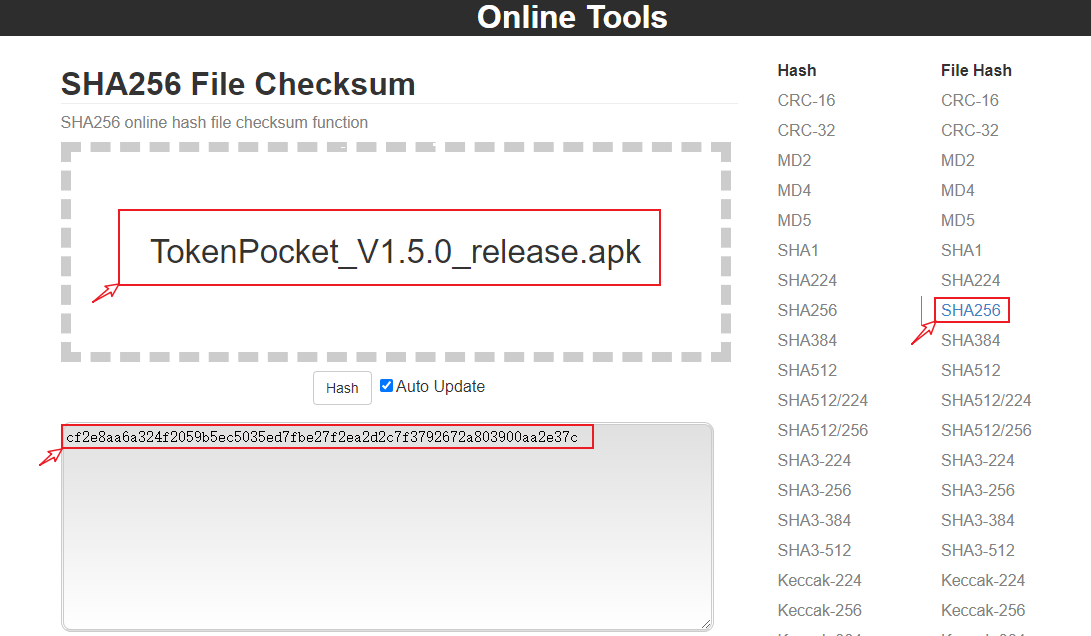 Online Tools
SHA256 File Checksum
SHA256 online hash file checksum function
TokenPocket_V1.5.0_release.apk
Hash
Auto Update
cf2e8aa6a324f2059b5ec5035ed7fbe27f2ea2d2c7f3792672a803900aa2e37c
Hash
CRC-16
CRC-32
MD2
MD4
MD5
SHA1
SHA224
SHA256
SHA384
SHA512
SHA512/224
SHA512/256
SHA3-224
SHA3-256
SHA3-384
SHA3-512
Keccak-224
Keccak-256
File Hash
CRC-16
CRC-32
MD2
MD4
MD5
SHA1
SHA224
SHA256
SHA384
SHA512
SHA512/224
SHA512/256
SHA3-224
SHA3-256
SHA3-384
SHA3-512
Keccak-224
Keccak-256